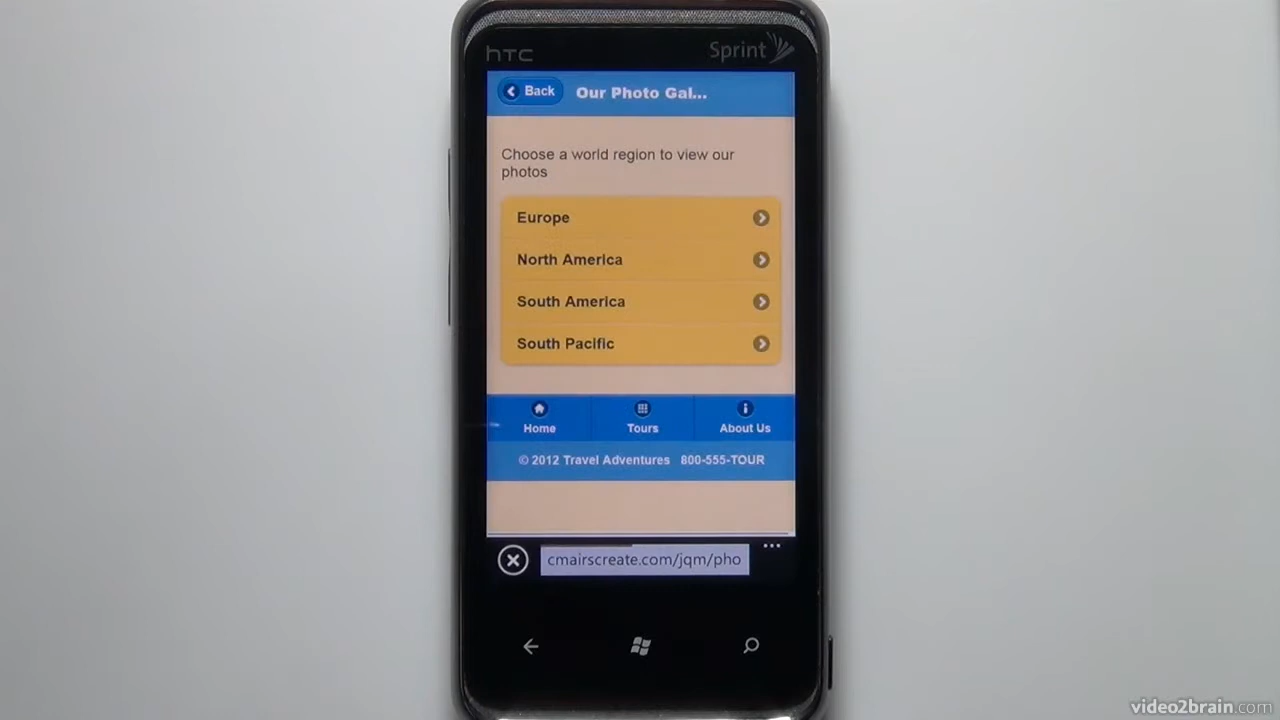 hTC
Sprint
Back
Our Photo Gal...
Choose a world region to view our
photos
Europe
North America
South America
South Pacific
Home
Tours
About Us
© 2012 Travel Adventures 800-555-TOUR
cmairscreate.com/jqm/pho
video2brain.com